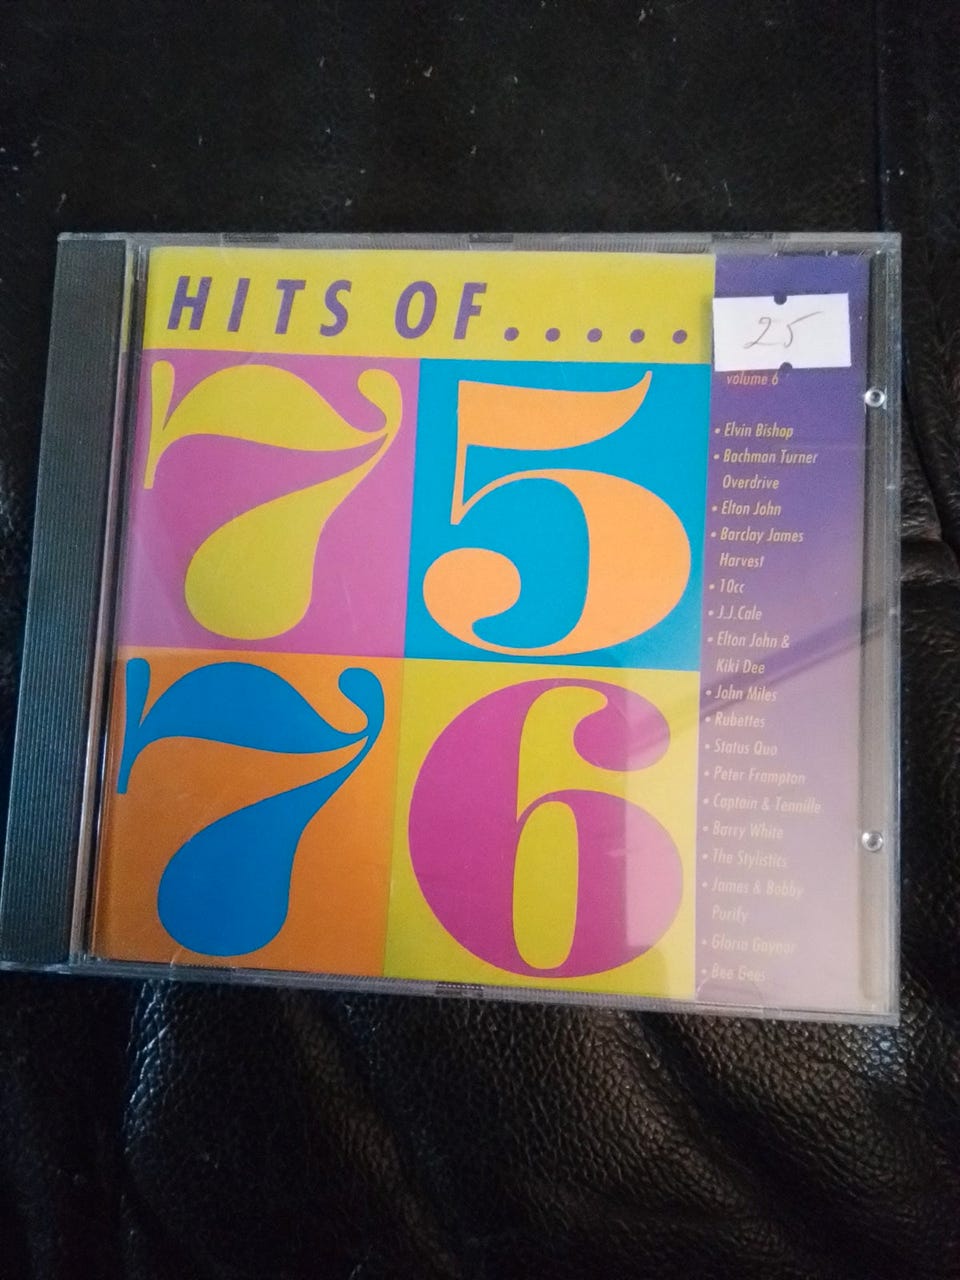 HITS OF.....
75
76
25
volume 6
• Elvin Bishop
• Bachman Turner
Overdrive
• Elton John
• Barclay James
Harvest
• 10cc
• J.J.Cale
• Elton John &
Kiki Dee
• John Miles
• Rubettes
• Status Quo
• Peter Frampton
• Captain & Tennille
• Barry White
• The Stylistics
• James & Bobby
Purify
• Gloria Gaynor
• Bee Gees